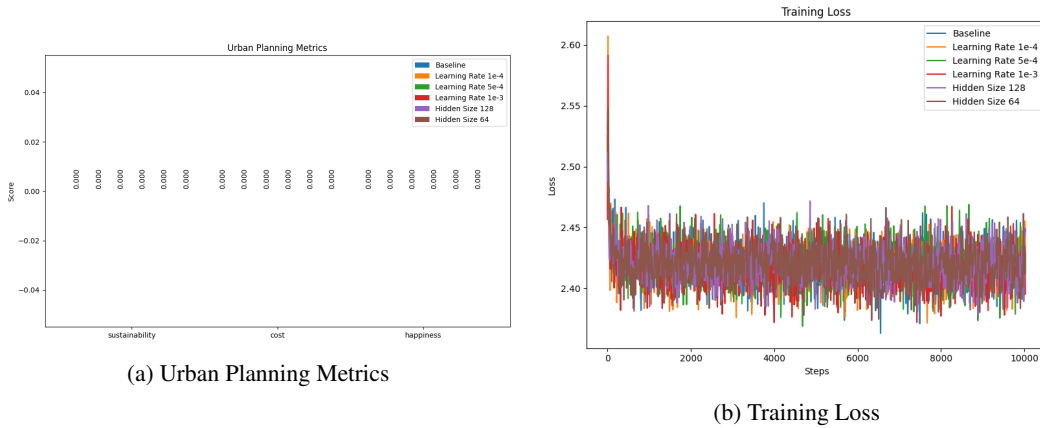 Urban Planning Metrics
Baseline
Learning Rate 1e-4
Learning Rate 5e-4
Learning Rate 1e-3
Hidden Size 128
Hidden Size 64
0.04
0.02
0.00
−0.02
−0.04
Score
0.000 0.000 0.000 0.000 0.000 0.000 0.000 0.000 0.000 0.000 0.000 0.000 0.000 0.000 0.000 0.000 0.000 0.000
sustainability cost happiness
(a) Urban Planning Metrics
Training Loss
Baseline
Learning Rate 1e-4
Learning Rate 5e-4
Learning Rate 1e-3
Hidden Size 128
Hidden Size 64
2.60
2.55
2.50
2.45
2.40
Loss
0 2000 4000 6000 8000 10000
Steps
(b) Training Loss